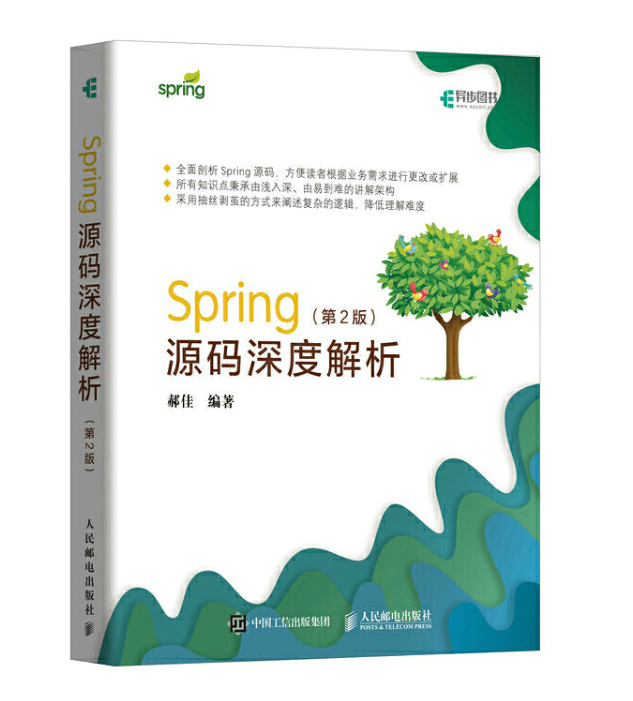 Spring
源码深度解析
(第2版)
人民邮电出版社
spring
异步图书
www.epubit.com
◆ 全面剖析 Spring 源码,方便读者根据业务需求进行更改或扩展
◆ 所有知识点秉承由浅入深、由易到难的讲解架构
◆ 采用抽丝剥茧的方式来阐述复杂的逻辑,降低理解难度
Spring(第2版)
源码深度解析
郝佳 编著
中国工信出版集团
人民邮电出版社
POSTS & TELECOM PRESS